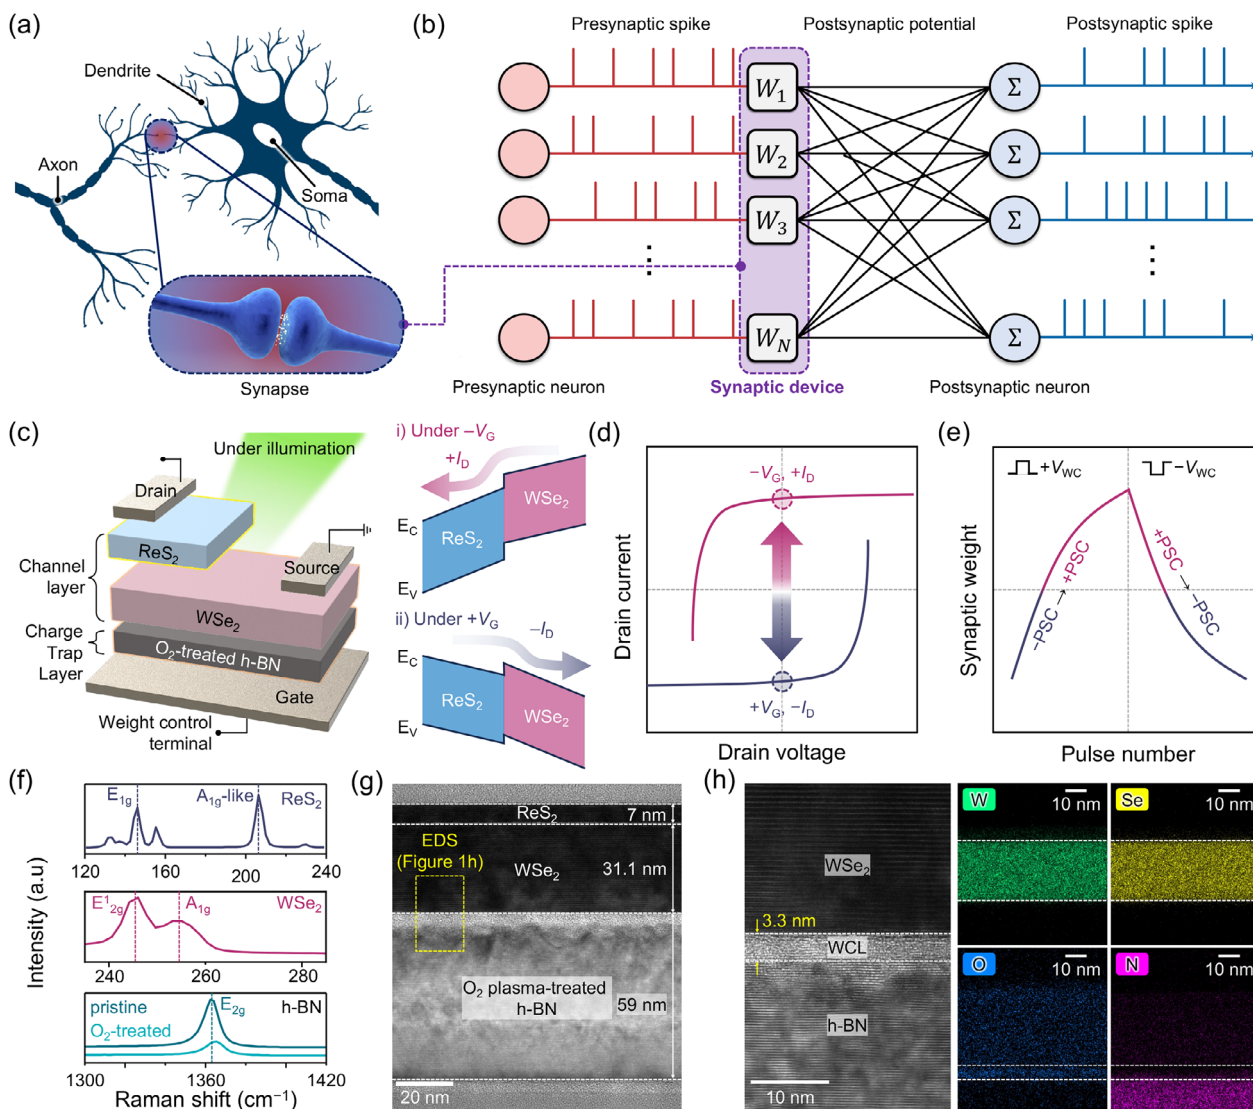 (a)
Dendrite
Axon
Soma
Synapse
(b)
Presynaptic spike
Postsynaptic potential
Postsynaptic spike
W1
Σ
W2
Σ
W3
Σ
WN
Σ
Presynaptic neuron
Synaptic device
Postsynaptic neuron
(c)
Under illumination
Drain
ReS2
Source
Channel
layer
WSe2
Charge
Trap
Layer
O2-treated h-BN
Gate
Weight control
terminal
i) Under –VG
+ID
WSe2
EC
ReS2
EV
ii) Under +VG
–ID
EC
ReS2
WSe2
EV
(d)
–VG, +ID
+VG, –ID
Drain current
Drain voltage
(e)
+VWC
–VWC
–PSC → +PSC
+PSC → –PSC
Synaptic weight
Pulse number
(f)
E1g
A1g-like
ReS2
120 160 200 240
E12g
A1g
WSe2
240 260 280
pristine
O2-treated
E2g
h-BN
1300 1360 1420
Intensity (a.u)
Raman shift (cm−1)
(g)
ReS2
7 nm
EDS
(Figure 1h)
WSe2
31.1 nm
O2 plasma-treated
h-BN
59 nm
20 nm
(h)
WSe2
3.3 nm
WCL
h-BN
10 nm
W
10 nm
Se
10 nm
O
10 nm
N
10 nm